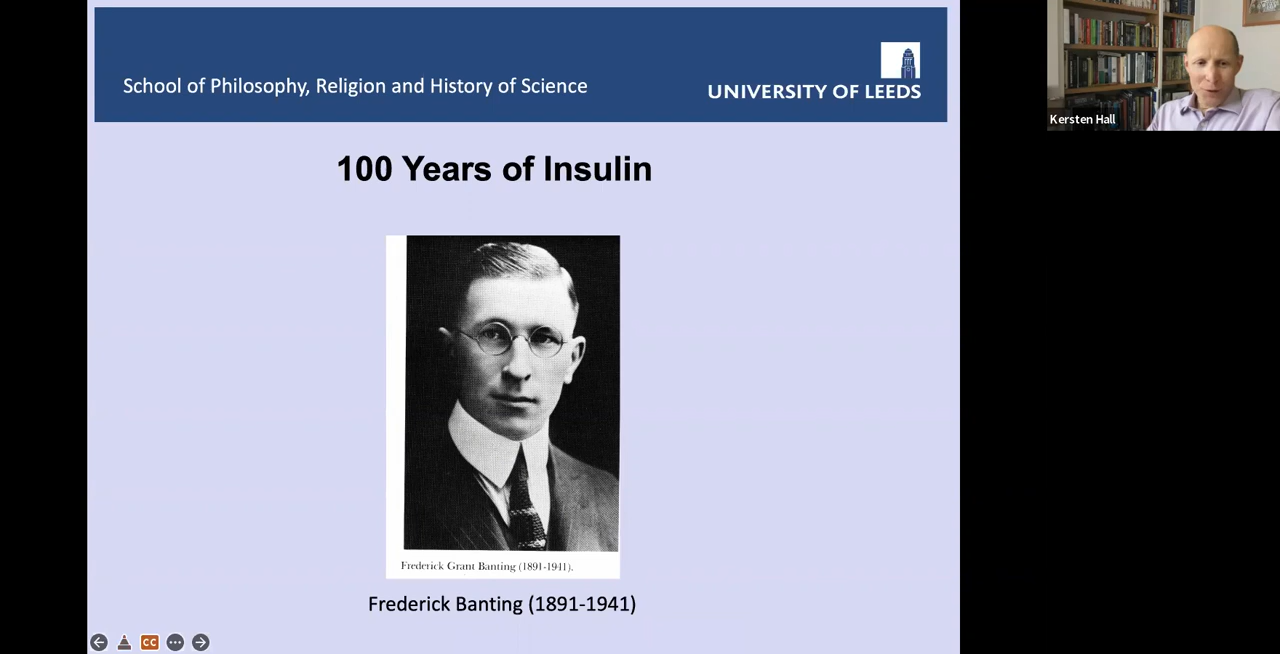 School of Philosophy, Religion and History of Science
UNIVERSITY OF LEEDS
Kersten Hall
100 Years of Insulin
Frederick Grant Banting (1891-1941).
Frederick Banting (1891-1941)
CC